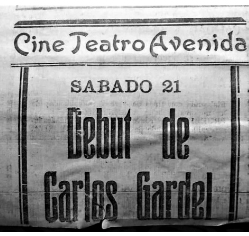 Cine Teatro Avenida
SABADO 21
Debut de
Carlos Gardel